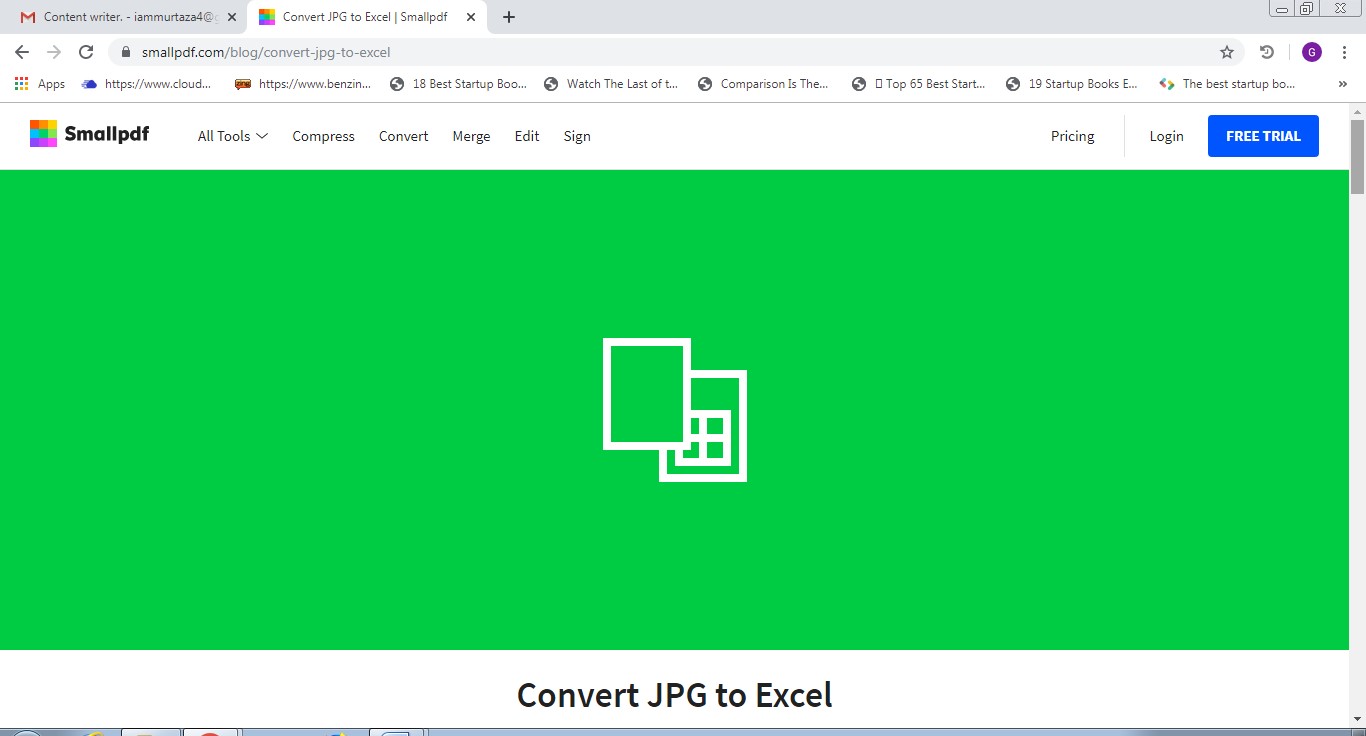 Content writer. - iammurtaza4@g
Convert JPG to Excel | Smallpdf
smallpdf.com/blog/convert-jpg-to-excel
G
Apps
https://www.cloud...
https://www.benzin...
18 Best Startup Boo...
Watch The Last of t...
Comparison Is The...
Top 65 Best Start...
19 Startup Books E...
The best startup bo...
Smallpdf
All Tools
Compress
Convert
Merge
Edit
Sign
Pricing
Login
FREE TRIAL
Convert JPG to Excel